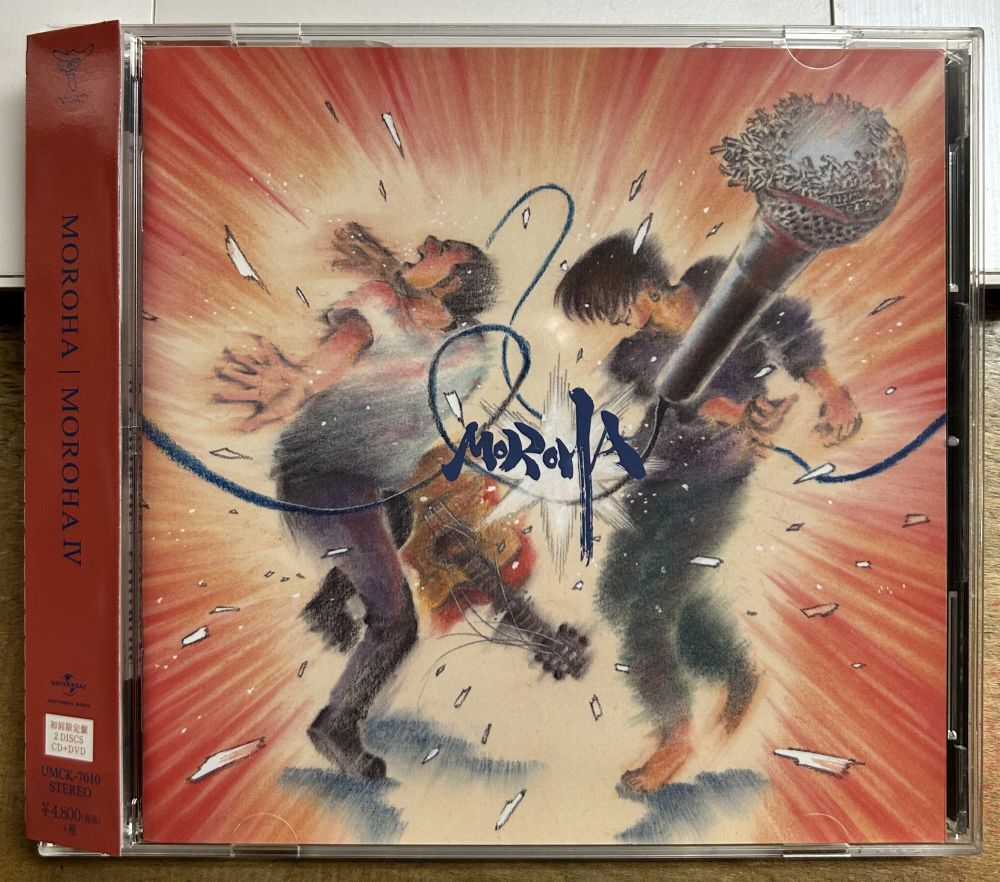 MOROHA | MOROHA IV
UNIVERSAL
UNIVERSAL MUSIC
初回限定盤
2 DISCS
CD+DVD
UMCK-7010
STEREO
¥4,800(税抜)
+税
MOROHA